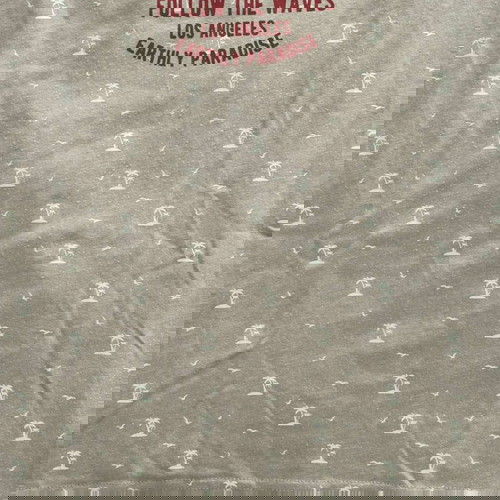 FOLLOW THE WAVES
LOS ANGELES
EARTHLY PARADISE